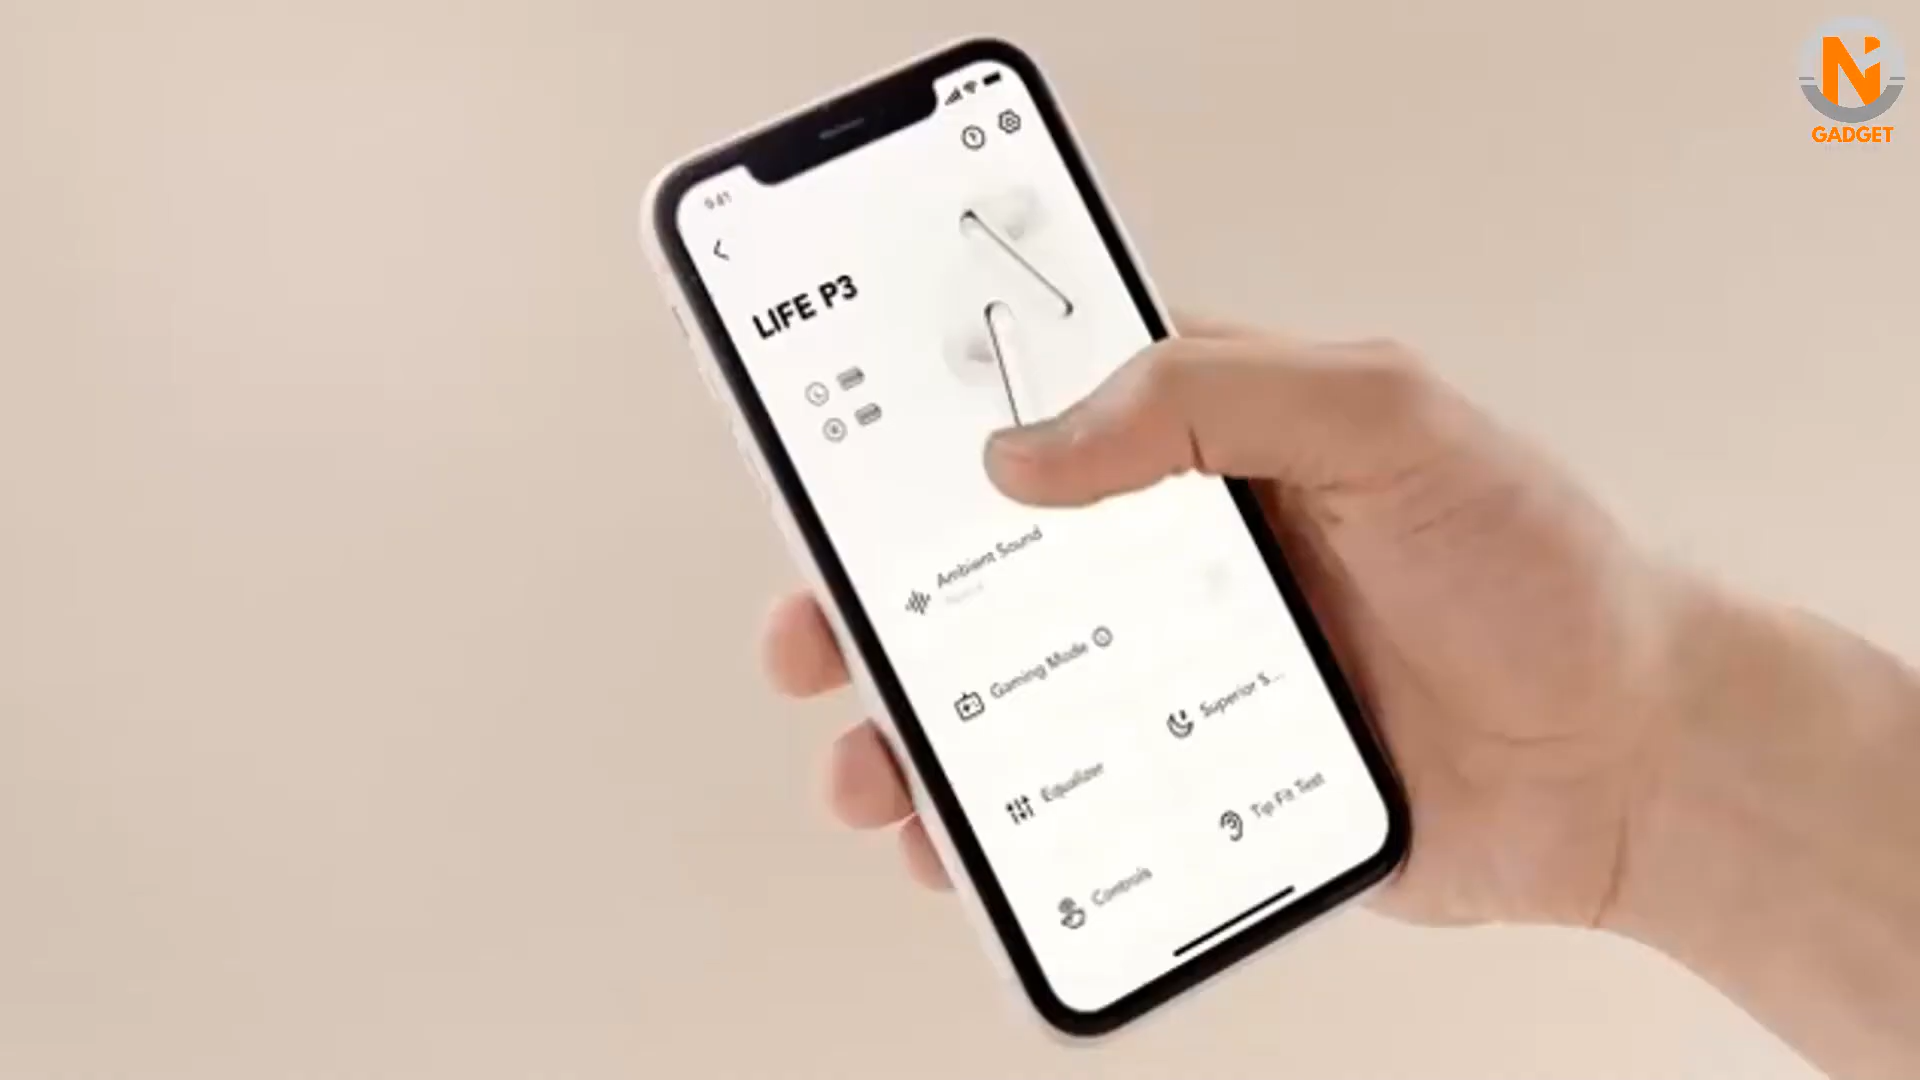 N
GADGET
9:41
LIFE P3
L
R
Ambient Sound
Gaming Mode
Superior S...
Equalizer
Tip Fit Test
Controls